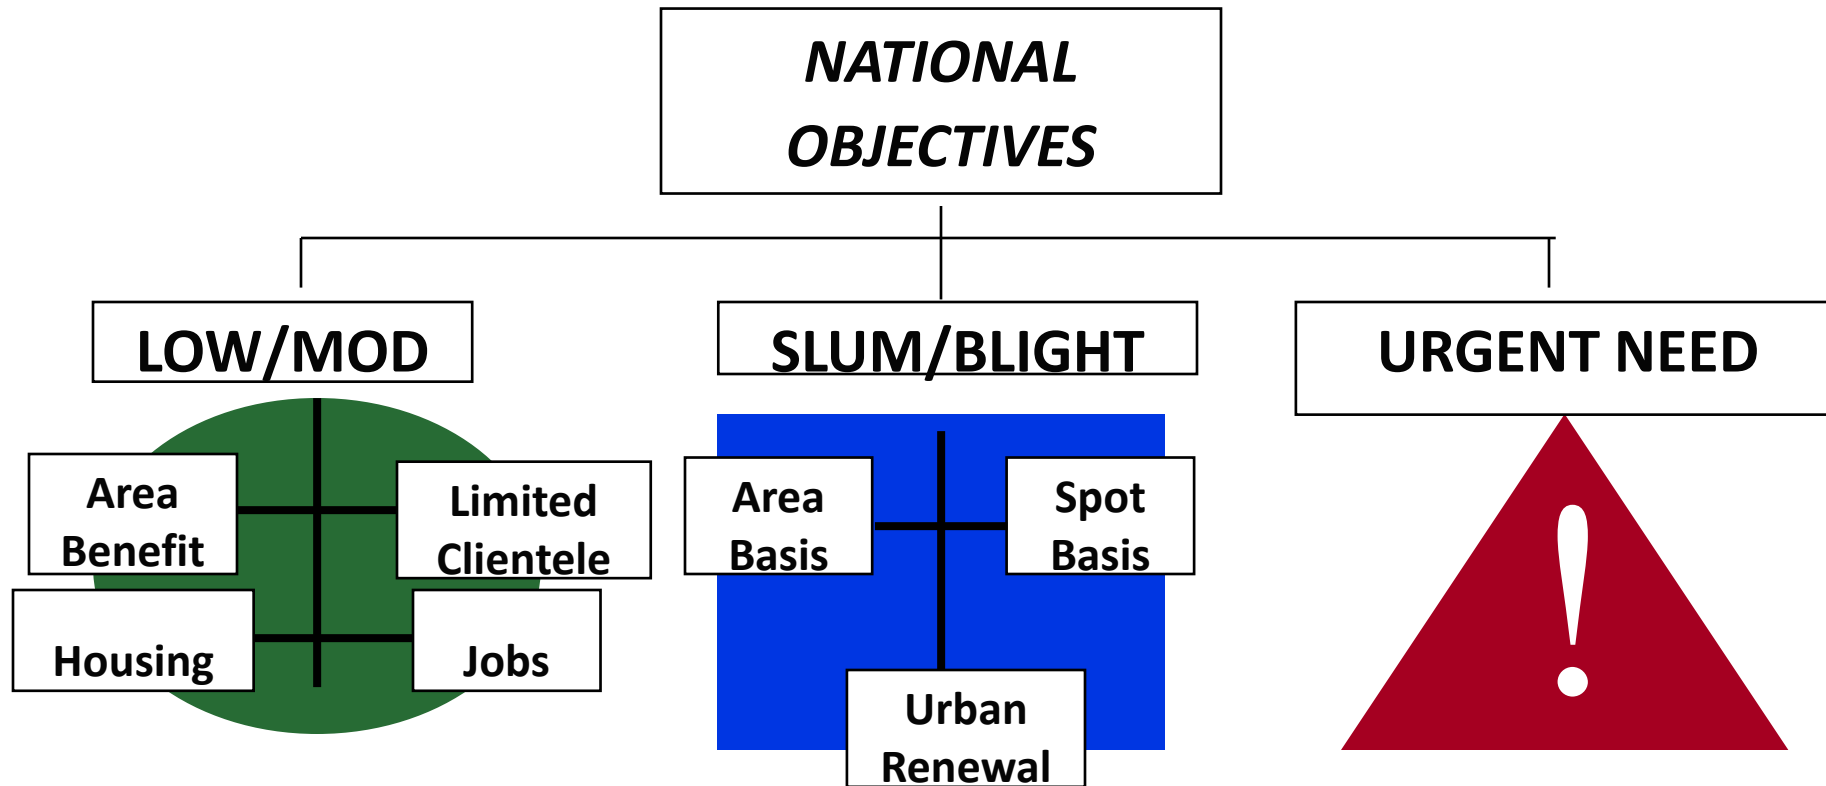 NATIONAL
OBJECTIVES
LOW/MOD
SLUM/BLIGHT
URGENT NEED
Area
Benefit
Limited
Clientele
Housing
Jobs
Area
Basis
Spot
Basis
Urban
Renewal
!